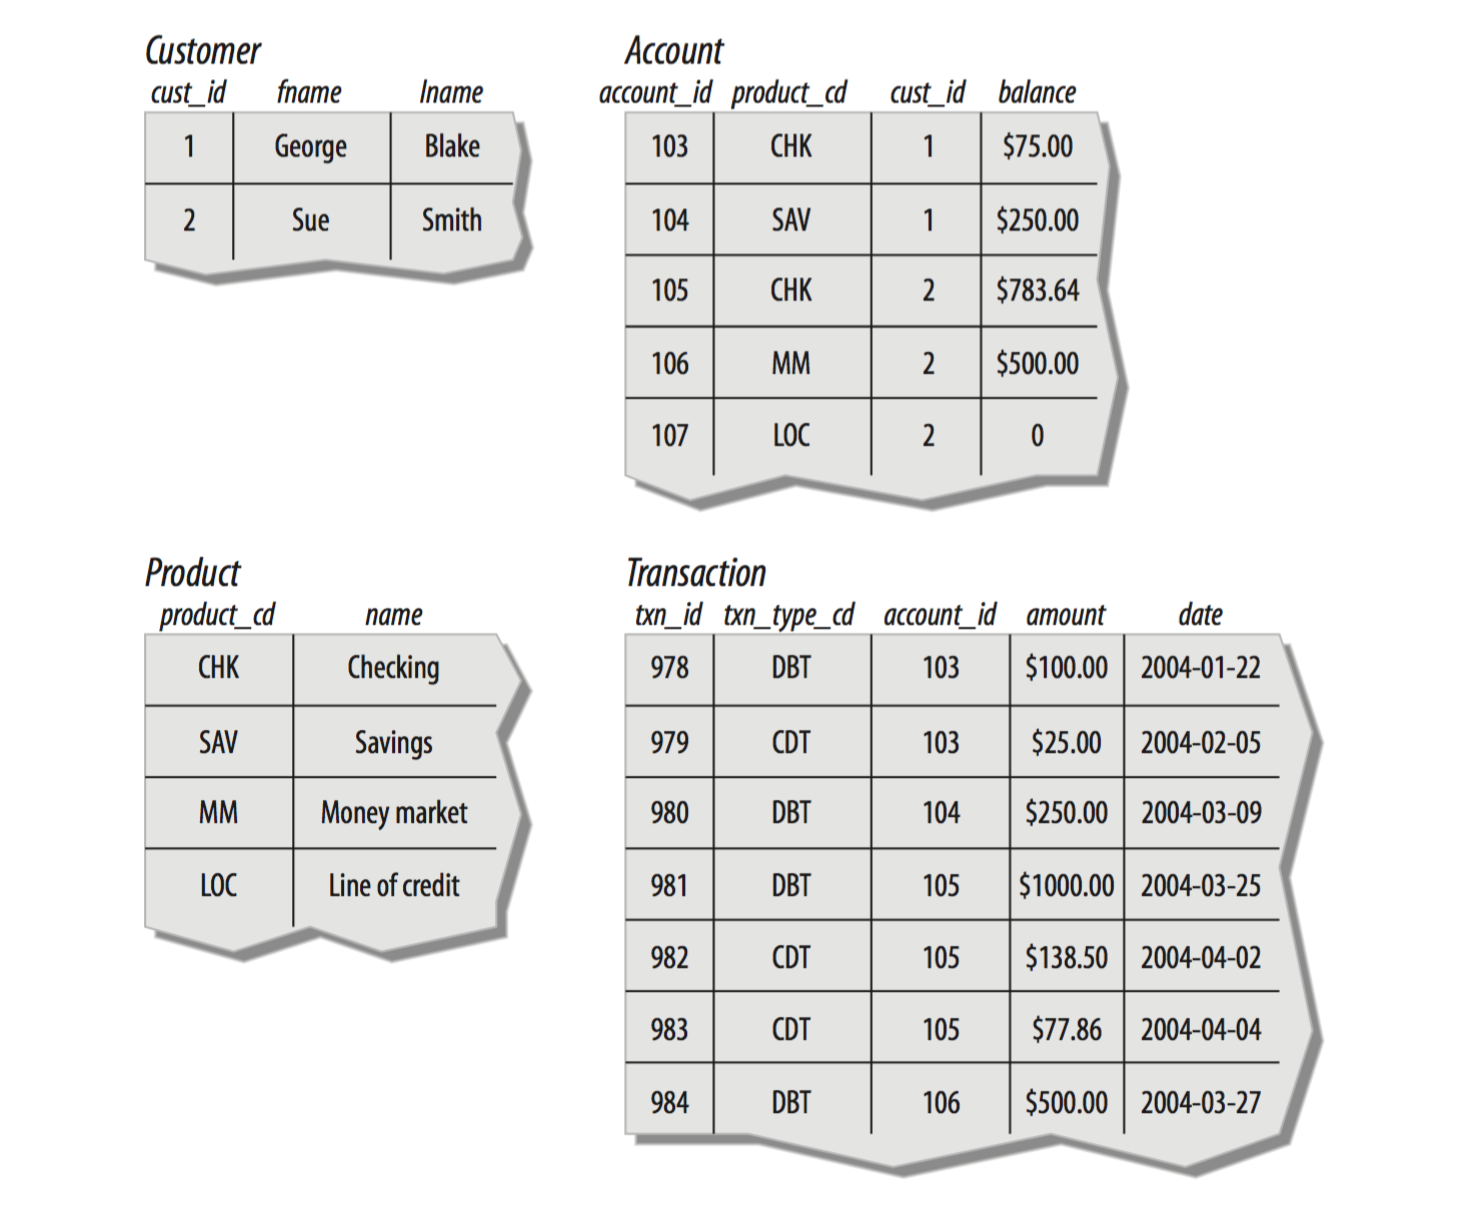 Customer
cust_id fname lname
1 George Blake
2 Sue Smith
Account
account_id product_cd cust_id balance
103 CHK 1 $75.00
104 SAV 1 $250.00
105 CHK 2 $783.64
106 MM 2 $500.00
107 LOC 2 0
Product
product_cd name
CHK Checking
SAV Savings
MM Money market
LOC Line of credit
Transaction
txn_id txn_type_cd account_id amount date
978 DBT 103 $100.00 2004-01-22
979 CDT 103 $25.00 2004-02-05
980 DBT 104 $250.00 2004-03-09
981 DBT 105 $1000.00 2004-03-25
982 CDT 105 $138.50 2004-04-02
983 CDT 105 $77.86 2004-04-04
984 DBT 106 $500.00 2004-03-27